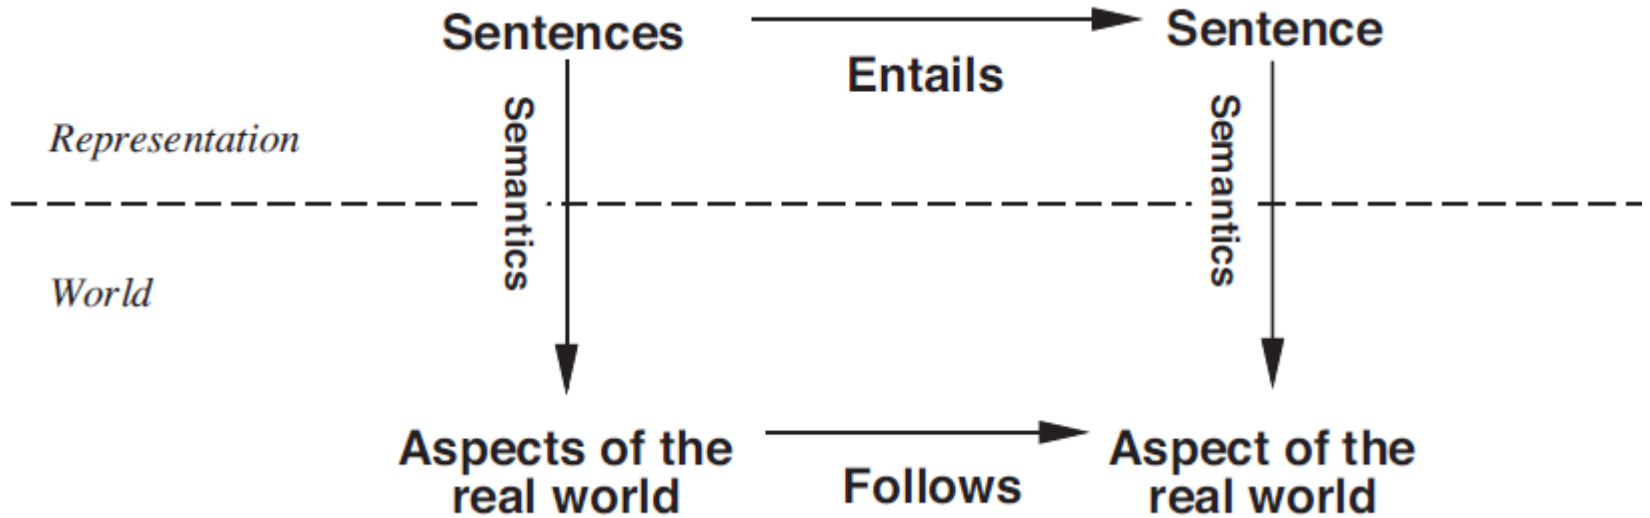 Sentences
Sentence
Entails
Semantics
Semantics
Representation
World
Aspects of the
real world
Follows
Aspect of the
real world